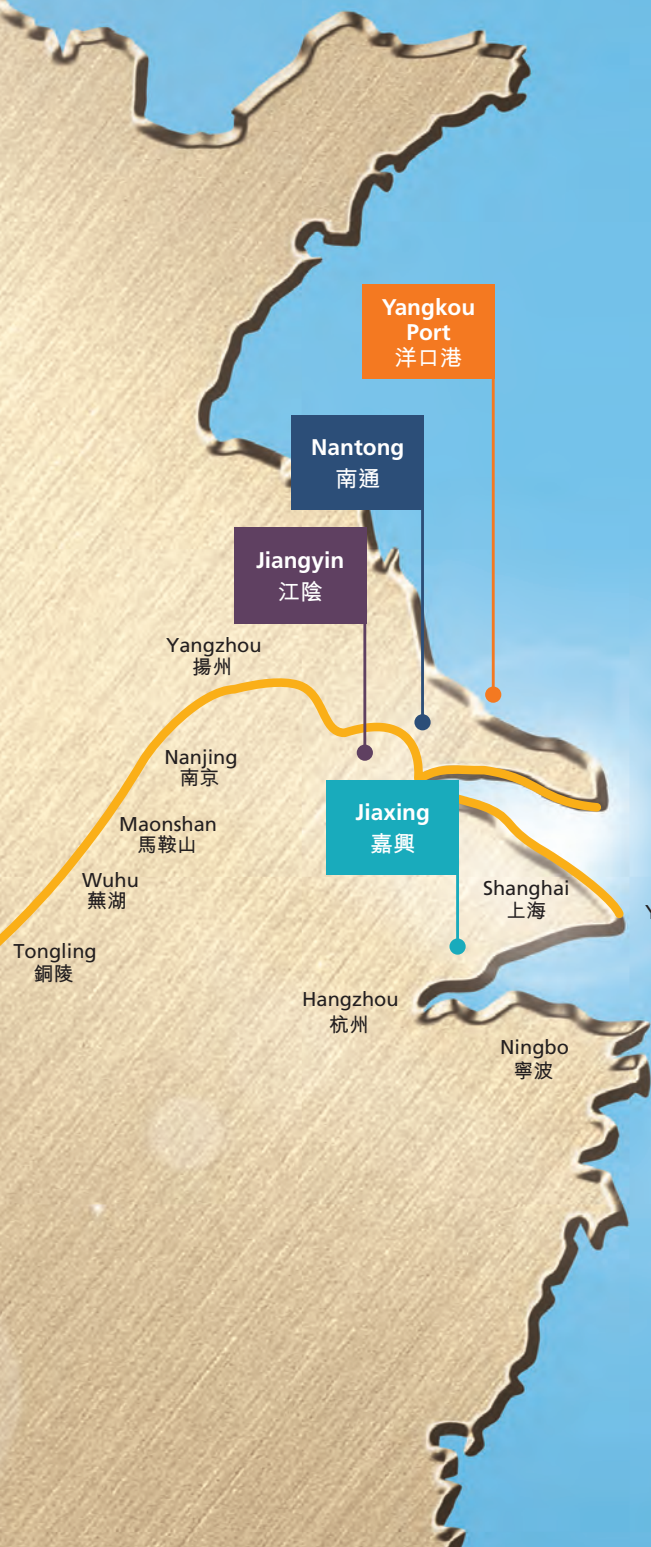 Yangkou
Port
洋口港
Nantong
南通
Jiangyin
江陰
Yangzhou
揚州
Nanjing
南京
Maonshan
馬鞍山
Jiaxing
嘉興
Wuhu
蕪湖
Shanghai
上海
Tongling
銅陵
Hangzhou
杭州
Ningbo
寧波